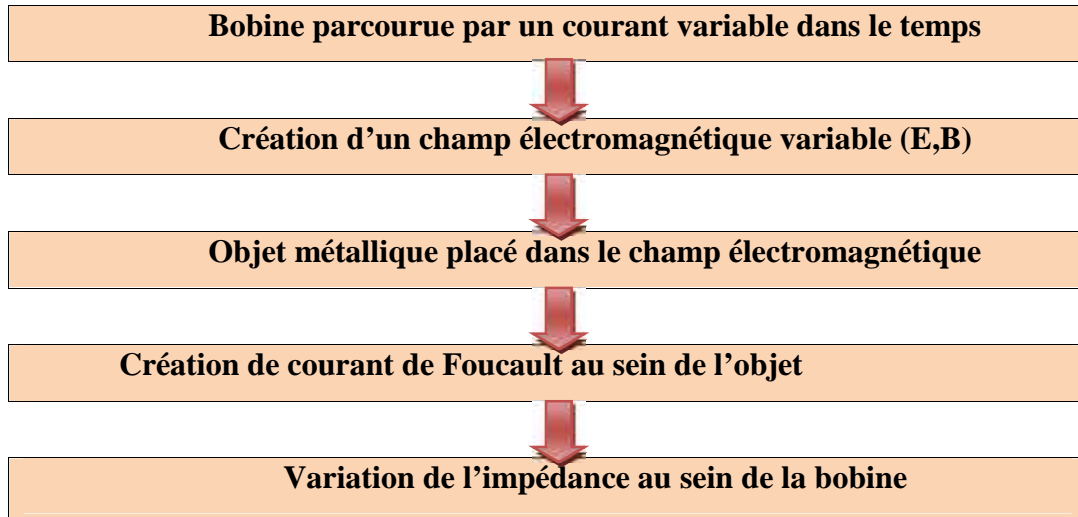 Bobine parcourue par un courant variable dans le temps
Création d’un champ électromagnétique variable (E,B)
Objet métallique placé dans le champ électromagnétique
Création de courant de Foucault au sein de l’objet
Variation de l’impédance au sein de la bobine